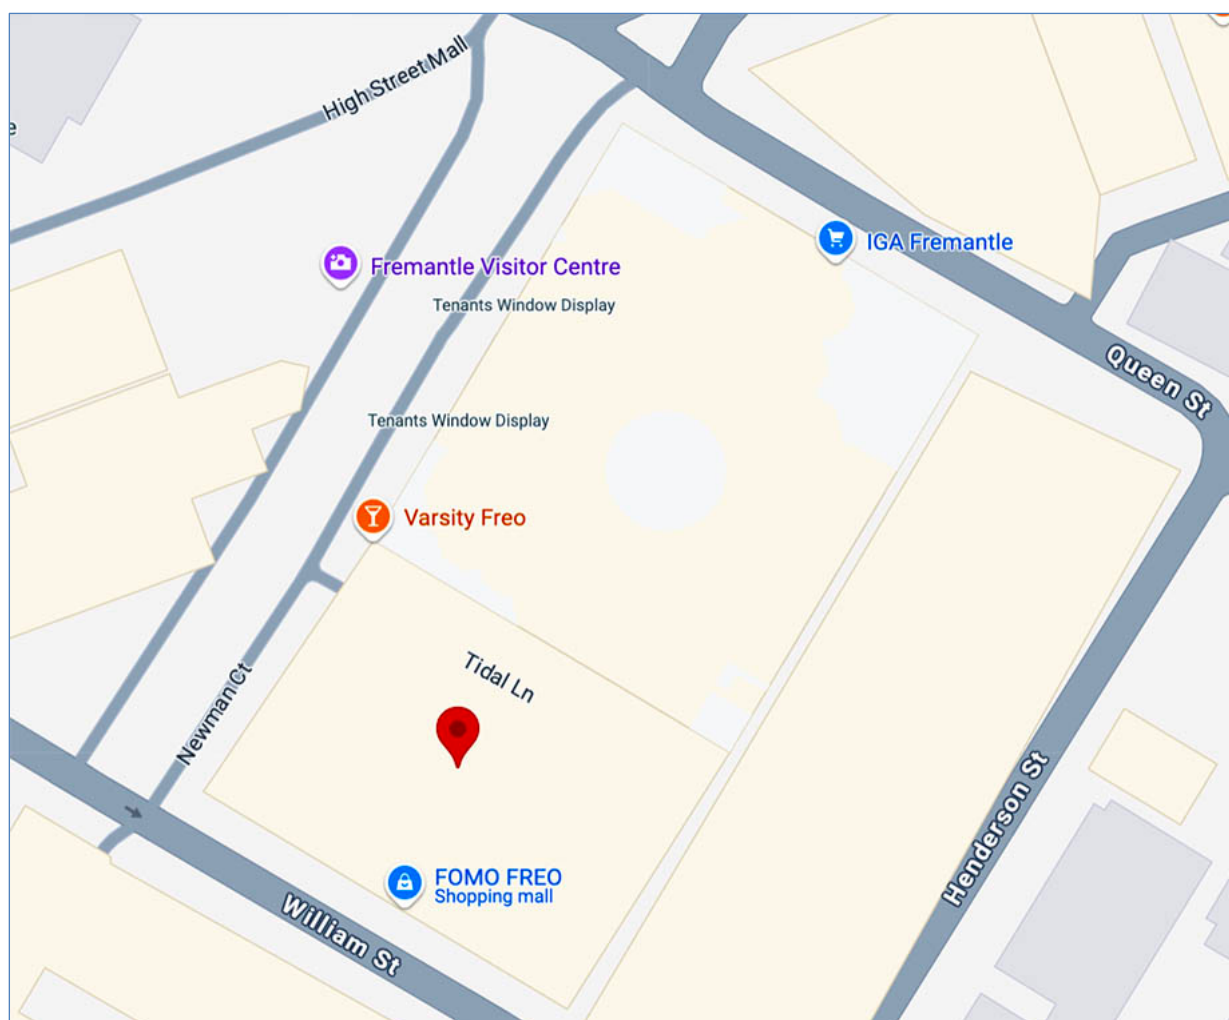 High Street Mall
e
IGA Fremantle
Fremantle Visitor Centre
Tenants Window Display
Queen St
Tenants Window Display
Varsity Freo
Tidal Ln
Newman Ct
Henderson St
FOMO FREO
Shopping mall
William St